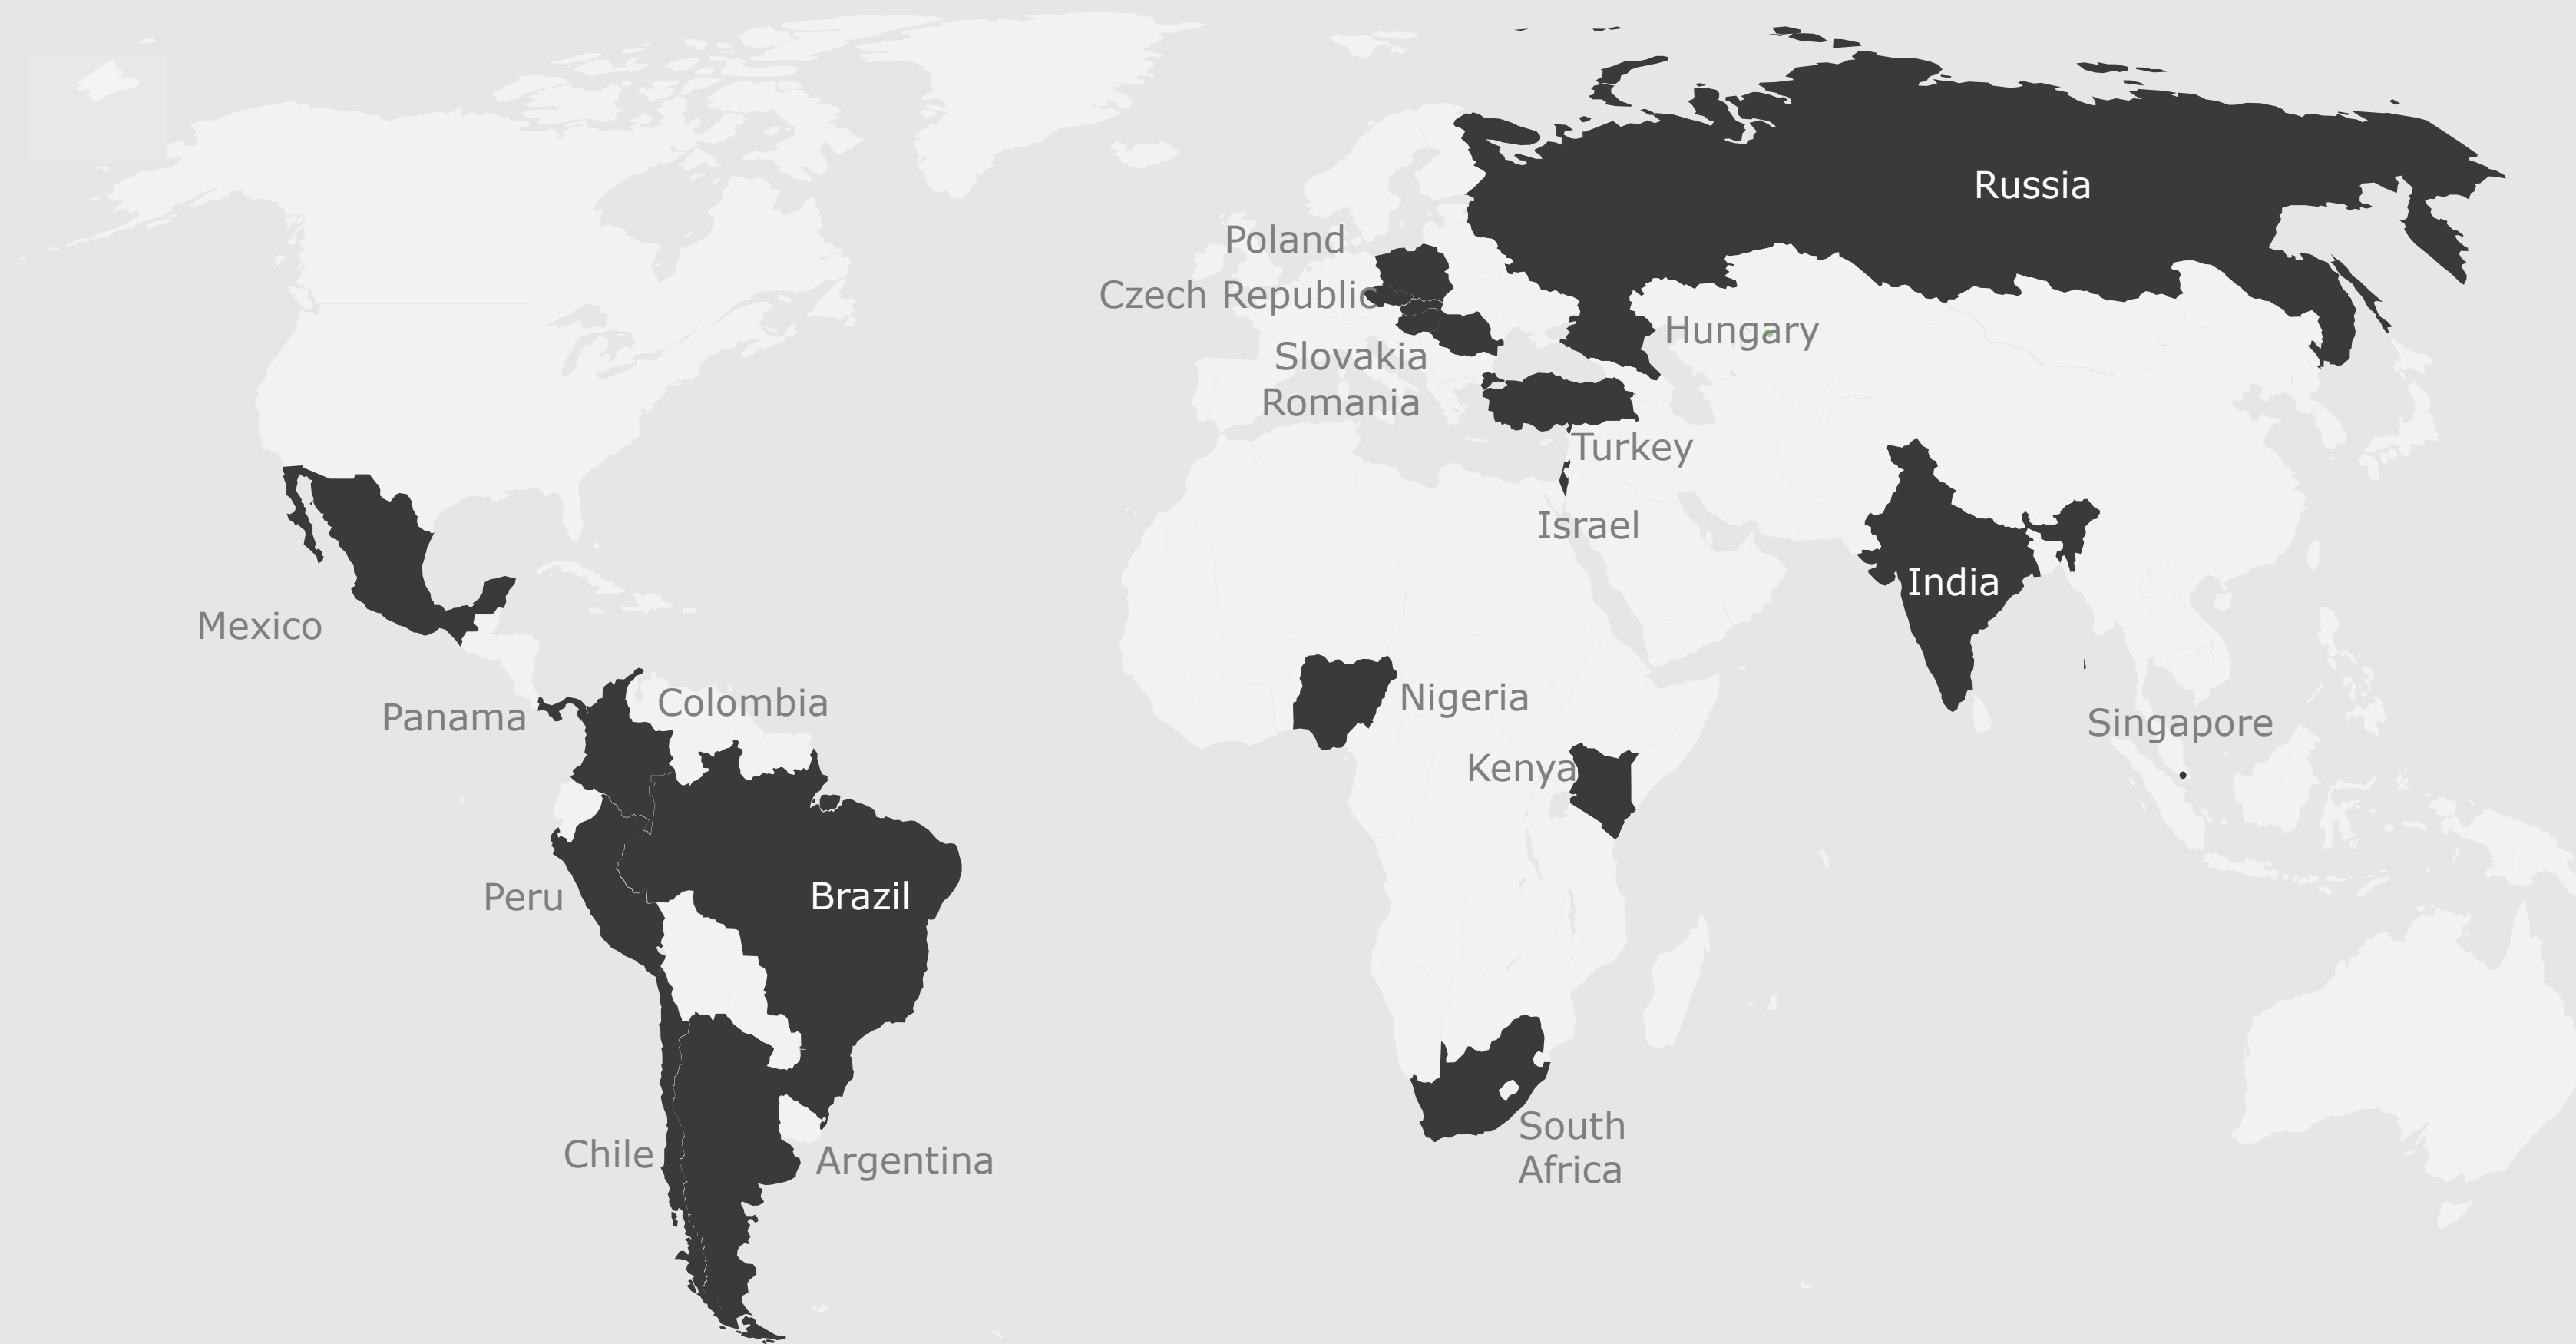 Russia
Poland
Czech Republic
Hungary
Slovakia
Romania
Turkey
Israel
India
Mexico
Colombia
Panama
Nigeria
Singapore
Kenya
Peru
Brazil
South
Africa
Chile
Argentina